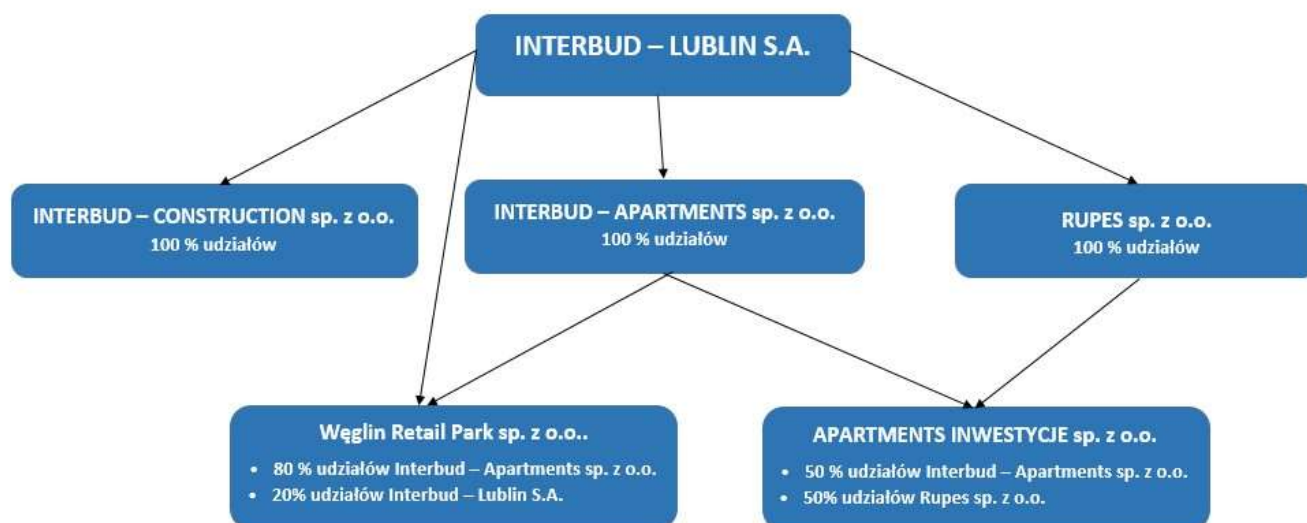 INTERBUD – LUBLIN S.A.
INTERBUD – CONSTRUCTION sp. z o.o.
100 % udziałów
INTERBUD – APARTMENTS sp. z o.o.
100 % udziałów
RUPES sp. z o.o.
100 % udziałów
Węglin Retail Park sp. z o.o..
• 80 % udziałów Interbud – Apartments sp. z o.o.
• 20% udziałów Interbud – Lublin S.A.
APARTMENTS INWESTYCJE sp. z o.o.
• 50 % udziałów Interbud – Apartments sp. z o.o.
• 50% udziałów Rupes sp. z o.o.